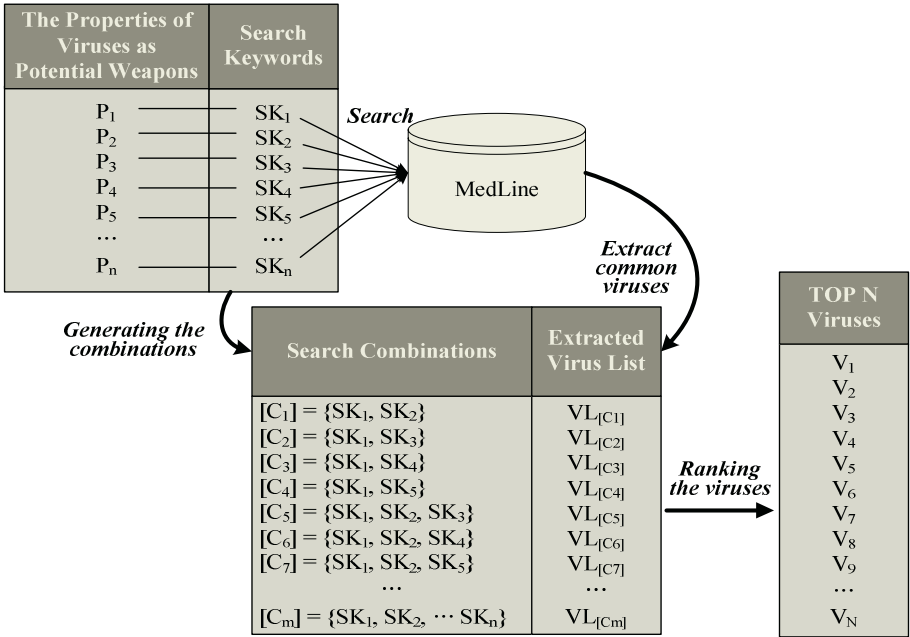 The Properties of
Viruses as
Potential Weapons
Search
Keywords
P1
SK1
P2
SK2
P3
SK3
P4
SK4
P5
SK5
...
...
Pn
SKn
Search
MedLine
Extract
common
viruses
Generating the
combinations
Search Combinations
Extracted
Virus List
[C1] = {SK1, SK2}
VL[C1]
[C2] = {SK1, SK3}
VL[C2]
[C3] = {SK1, SK4}
VL[C3]
[C4] = {SK1, SK5}
VL[C4]
[C5] = {SK1, SK2, SK3}
VL[C5]
[C6] = {SK1, SK2, SK4}
VL[C6]
[C7] = {SK1, SK2, SK5}
VL[C7]
...
...
[Cm] = {SK1, SK2, ... SKn}
VL[Cm]
Ranking
the viruses
TOP N
Viruses
V1
V2
V3
V4
V5
V6
V7
V8
V9
...
VN